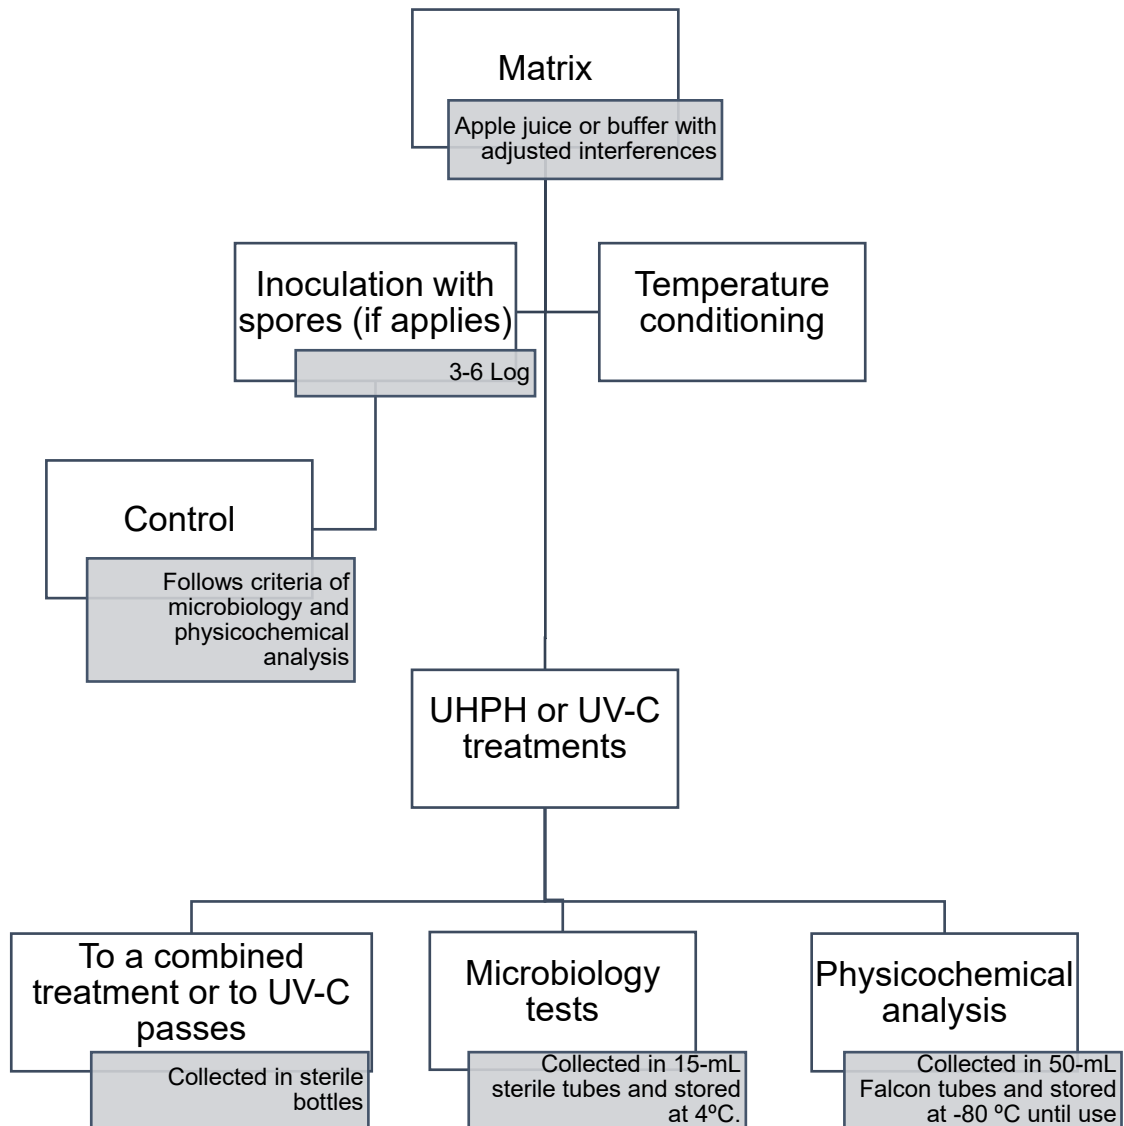 Matrix
Apple juice or buffer with
adjusted interferences
Inoculation with
spores (if applies)
3-6 Log
Temperature
conditioning
Control
Follows criteria of
microbiology and
physicochemical
analysis
UHPH or UV-C
treatments
To a combined
treatment or to UV-C
passes
Collected in sterile
bottles
Microbiology
tests
Collected in 15-mL
sterile tubes and stored
at 4ºC.
Physicochemical
analysis
Collected in 50-mL
Falcon tubes and stored
at -80 ºC until use